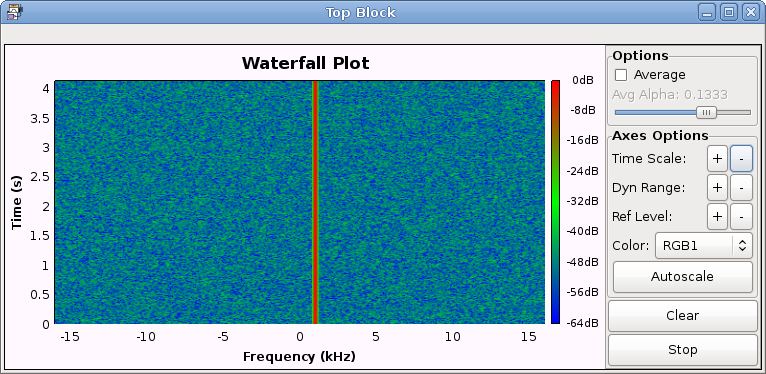 Top Block
Waterfall Plot
Time (s)
4
3.5
3
2.5
2
1.5
1
0.5
0
-15
-10
-5
0
5
10
15
Frequency (kHz)
0dB
-8dB
-16dB
-24dB
-32dB
-40dB
-48dB
-56dB
-64dB
Options
Average
Avg Alpha: 0.1333
Axes Options
Time Scale: + -
Dyn Range: + -
Ref Level: + -
Color: RGB1
Autoscale
Clear
Stop